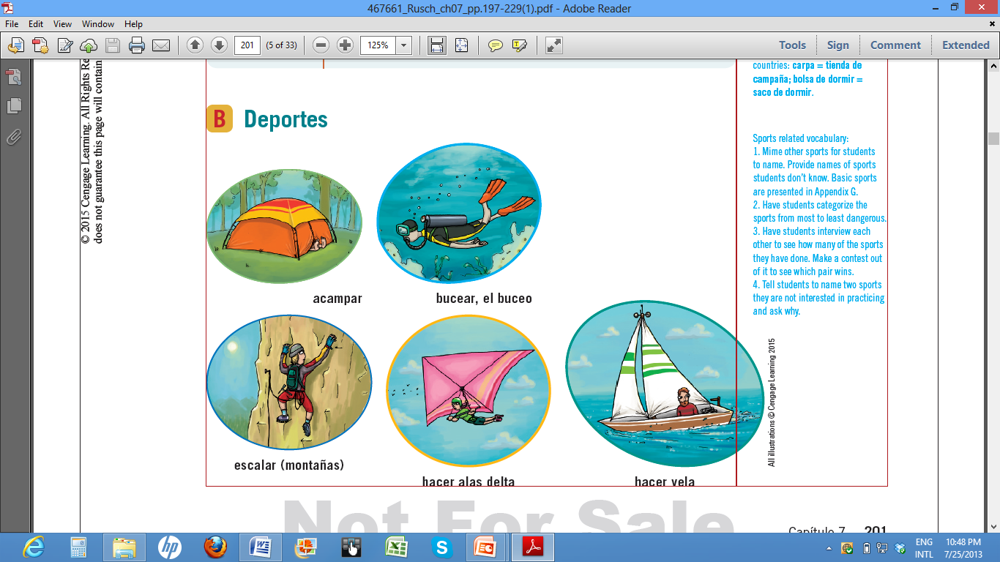 467661_Rusch_ch07_pp.197-229(1).pdf - Adobe Reader
File Edit View Window Help
201 (5 of 33) 125% Tools Sign Comment Extended
© 2015 Cengage Learning. All Rights Re
does not guarantee this page will contain
countries: carpa = tienda de
campaña; bolsa de dormir =
saco de dormir.
B Deportes
Sports related vocabulary:
1. Mime other sports for students
to name. Provide names of sports
students don't know. Basic sports
are presented in Appendix G.
2. Have students categorize the
sports from most to least dangerous.
3. Have students interview each
other to see how many of the sports
they have done. Make a contest out
of it to see which pair wins.
4. Tell students to name two sports
they are not interested in practicing
and ask why.
acampar
bucear, el buceo
escalar (montañas)
hacer alas delta
hacer vela
All illustrations © Cengage Learning 2015
Not For Sale
Capítulo 7 201
hp
ENG 10:48 PM
INTL 7/25/2013